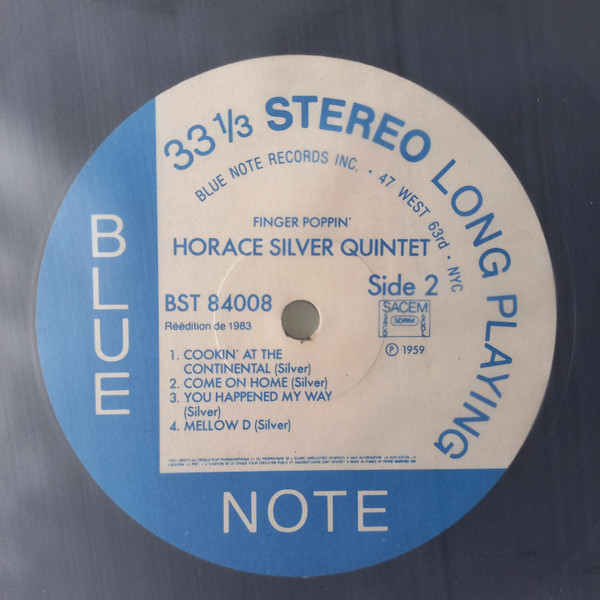 33 1/3 STEREO LONG PLAYING
BLUE NOTE RECORDS INC. · 47 WEST 63rd · NYC
FINGER POPPIN'
HORACE SILVER QUINTET
BST 84008
Side 2
Réédition de 1983
SACEM
SDRM
℗ 1959
1. COOKIN' AT THE
CONTINENTAL (Silver)
2. COME ON HOME (Silver)
3. YOU HAPPENED MY WAY
(Silver)
4. MELLOW D (Silver)
BLUE
NOTE